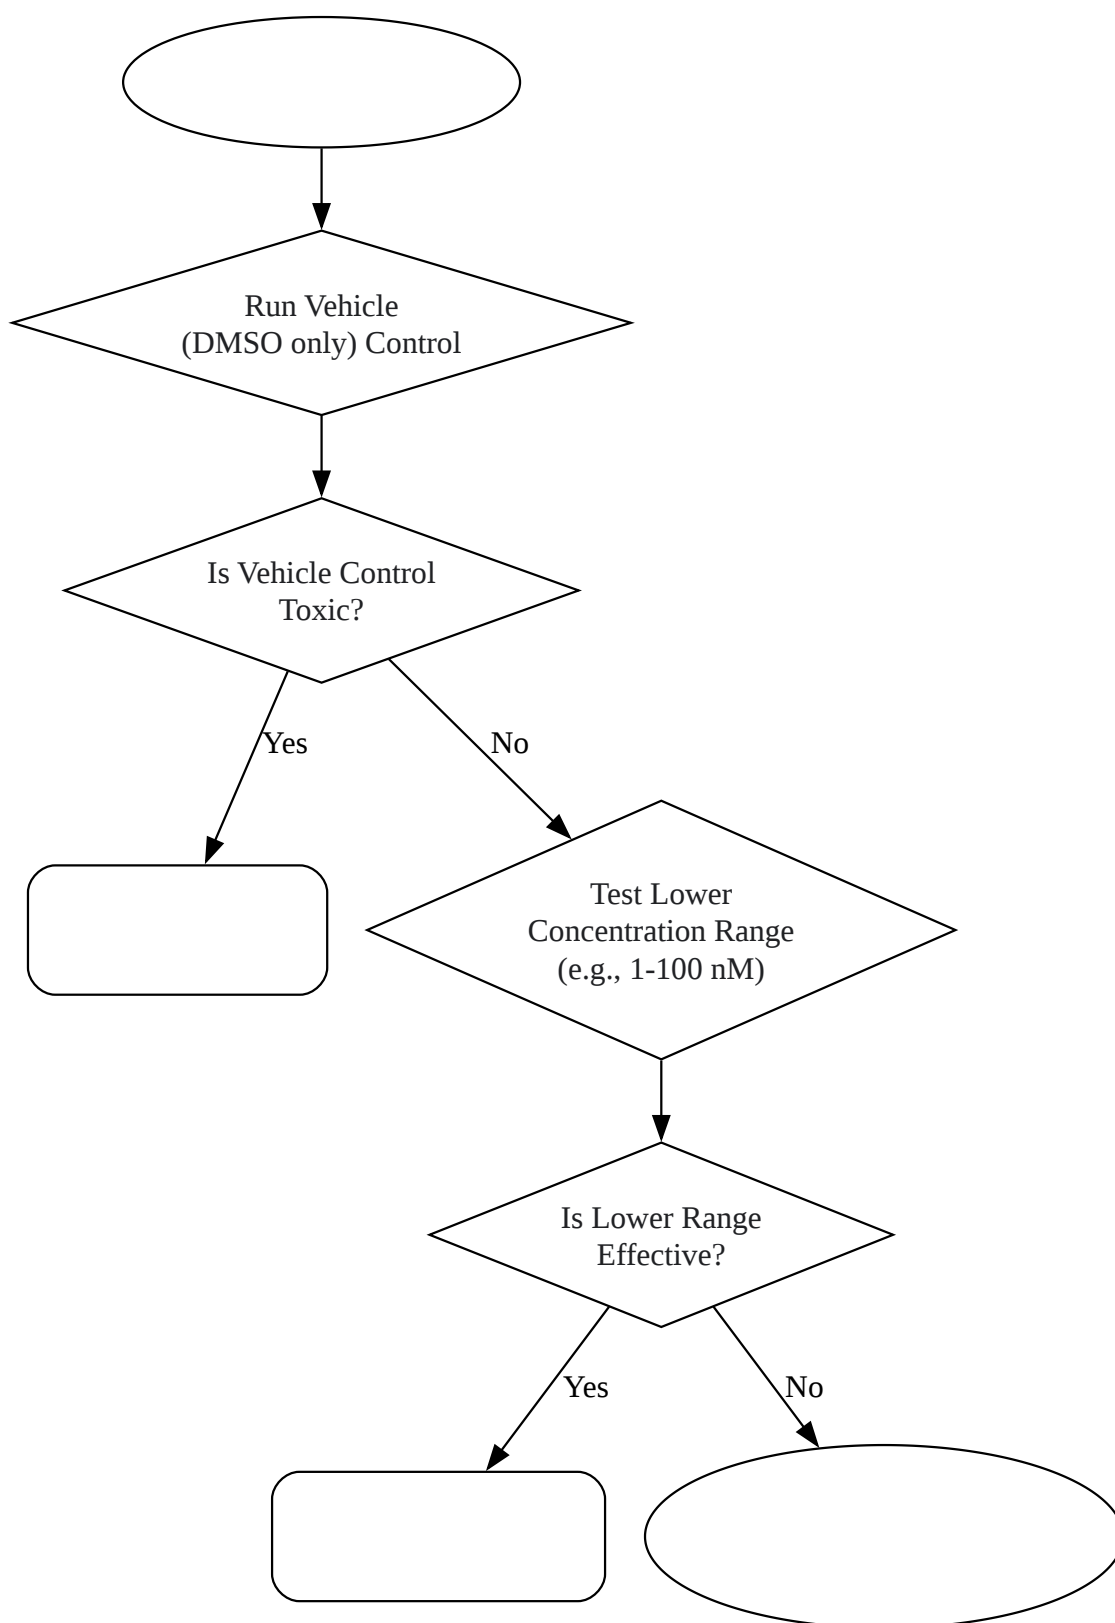 Run Vehicle
(DMSO only) Control
Is Vehicle Control
Toxic?
Yes
No
Test Lower
Concentration Range
(e.g., 1-100 nM)
Is Lower Range
Effective?
Yes
No